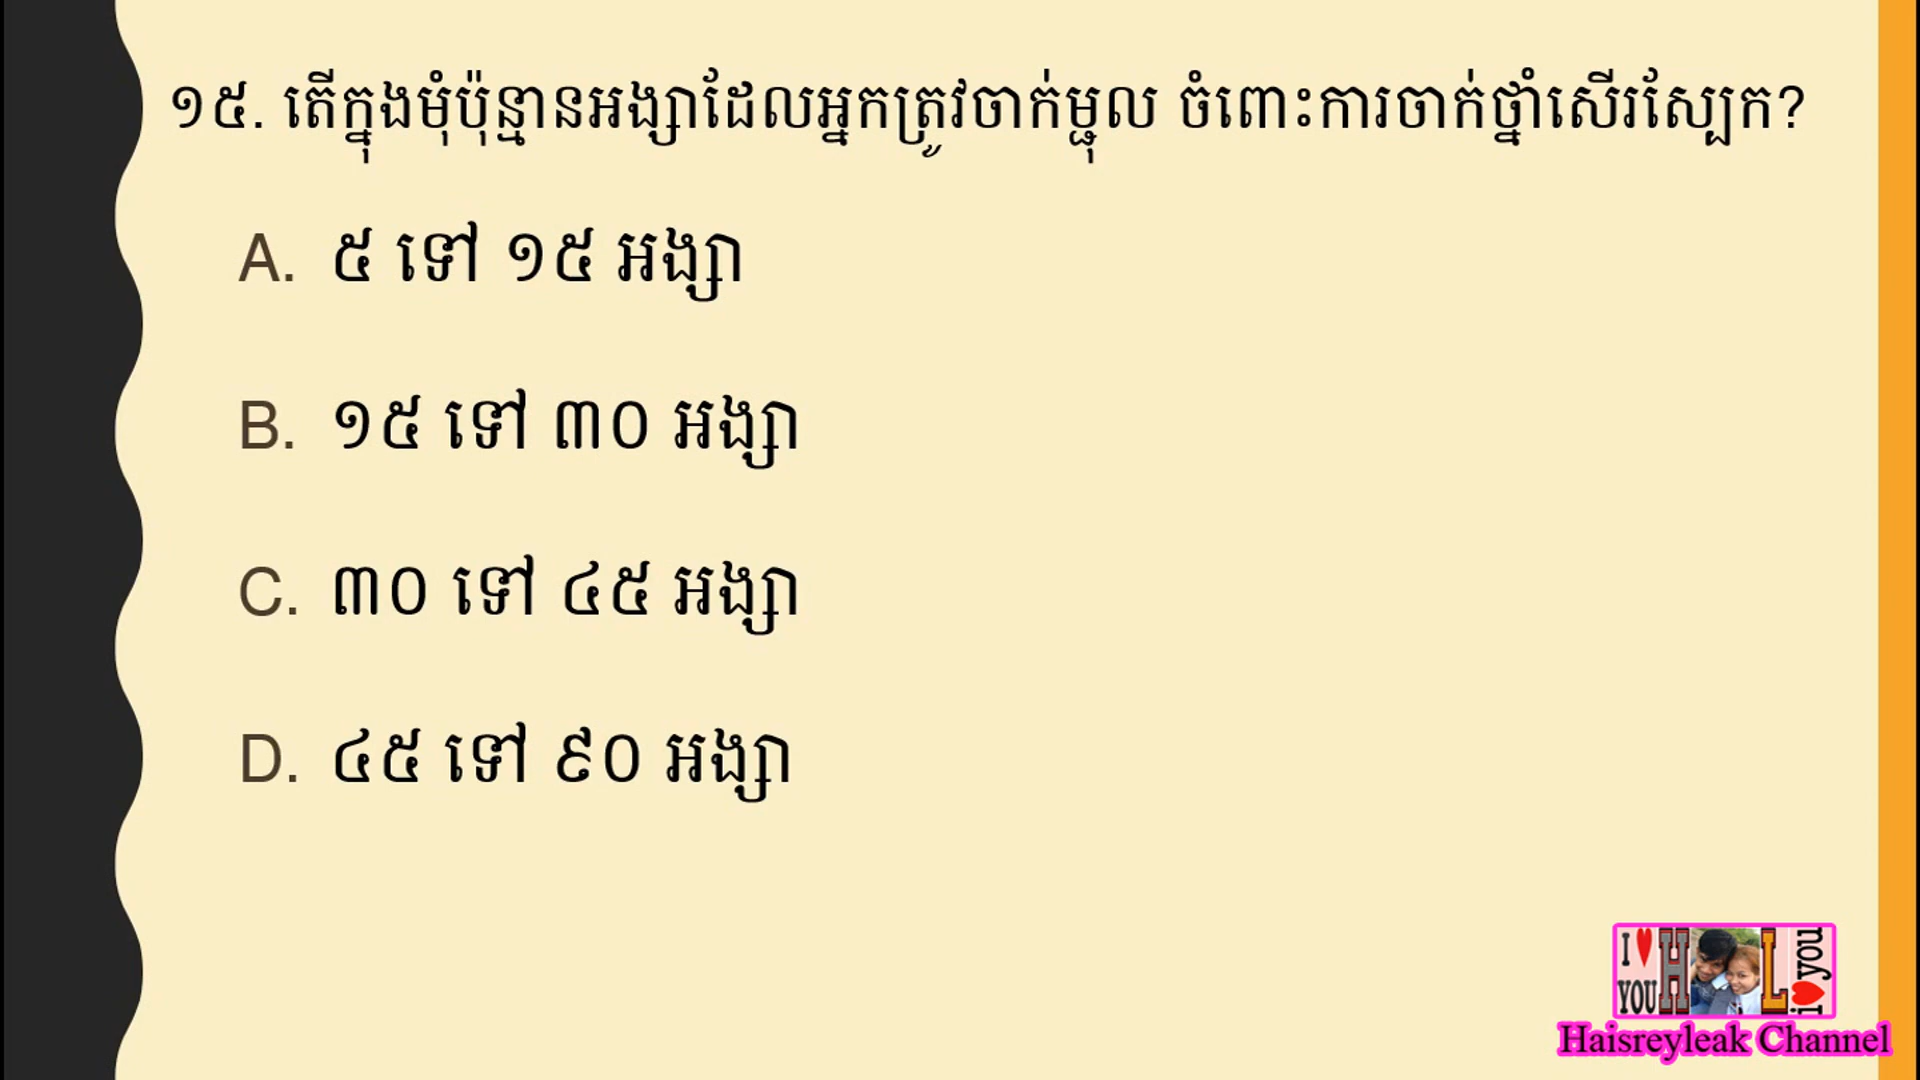 ១៥. តើក្នុងមុំប៉ុន្មានអង្សាដែលអ្នកត្រូវចាក់ម្ជុល ចំពោះការចាក់ថ្នាំសើរស្បែក?
A. ៥ ទៅ ១៥ អង្សា
B. ១៥ ទៅ ៣០ អង្សា
C. ៣០ ទៅ ៤៥ អង្សា
D. ៤៥ ទៅ ៩០ អង្សា
I ♥ YOU H L i ♥ you
Haisreyleak Channel